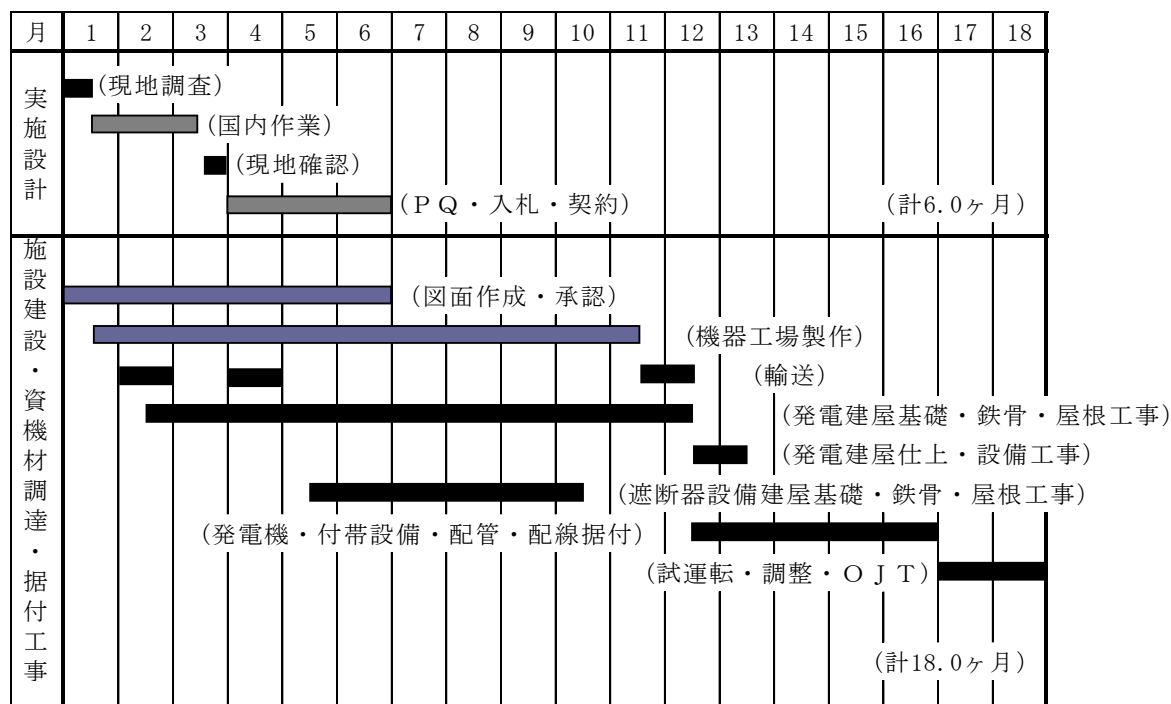 月 1 2 3 4 5 6 7 8 9 10 11 12 13 14 15 16 17 18
実施設計
(現地調査)
(国内作業)
(現地確認)
(ＰＱ・入札・契約)
(計6.0ヶ月)
施設建設・資機材調達・据付工事
(図面作成・承認)
(機器工場製作)
(輸送)
(発電建屋基礎・鉄骨・屋根工事)
(発電建屋仕上・設備工事)
(遮断器設備建屋基礎・鉄骨・屋根工事)
(発電機・付帯設備・配管・配線据付)
(試運転・調整・ＯＪＴ)
(計18.0ヶ月)